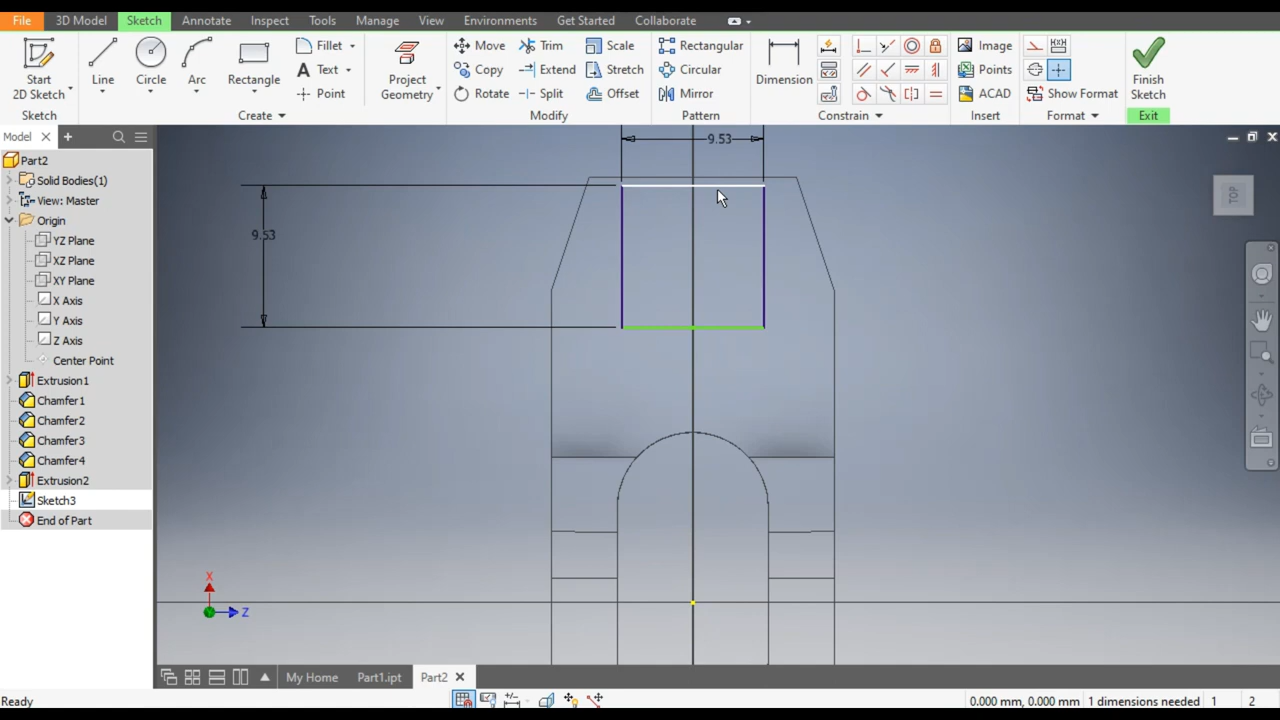 File 3D Model Sketch Annotate Inspect Tools Manage View Environments Get Started Collaborate
Start
2D Sketch
Line
Circle
Arc
Rectangle
Fillet
Text
Point
Project
Geometry
Move
Copy
Rotate
Trim
Extend
Split
Scale
Stretch
Offset
Rectangular
Circular
Mirror
Dimension
Image
Points
ACAD
Show Format
Finish
Sketch
Sketch Create Modify Pattern Constrain Insert Format Exit
Model
Part2
Solid Bodies(1)
View: Master
Origin
YZ Plane
XZ Plane
XY Plane
X Axis
Y Axis
Z Axis
Center Point
Extrusion1
Chamfer1
Chamfer2
Chamfer3
Chamfer4
Extrusion2
Sketch3
End of Part
9.53
9.53
TOP
X
Z
My Home Part1.ipt Part2
Ready 0.000 mm, 0.000 mm 1 dimensions needed 1 2